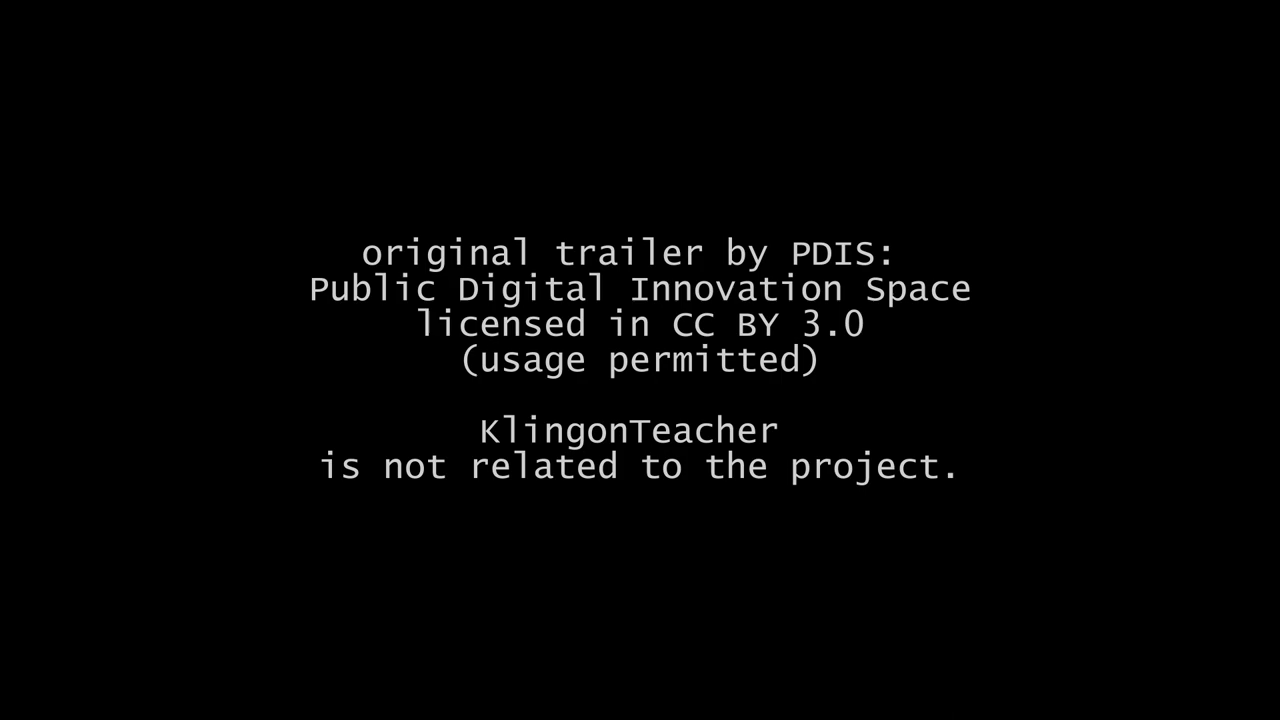 original trailer by PDIS:
Public Digital Innovation Space
licensed in CC BY 3.0
(usage permitted)
KlingonTeacher
is not related to the project.